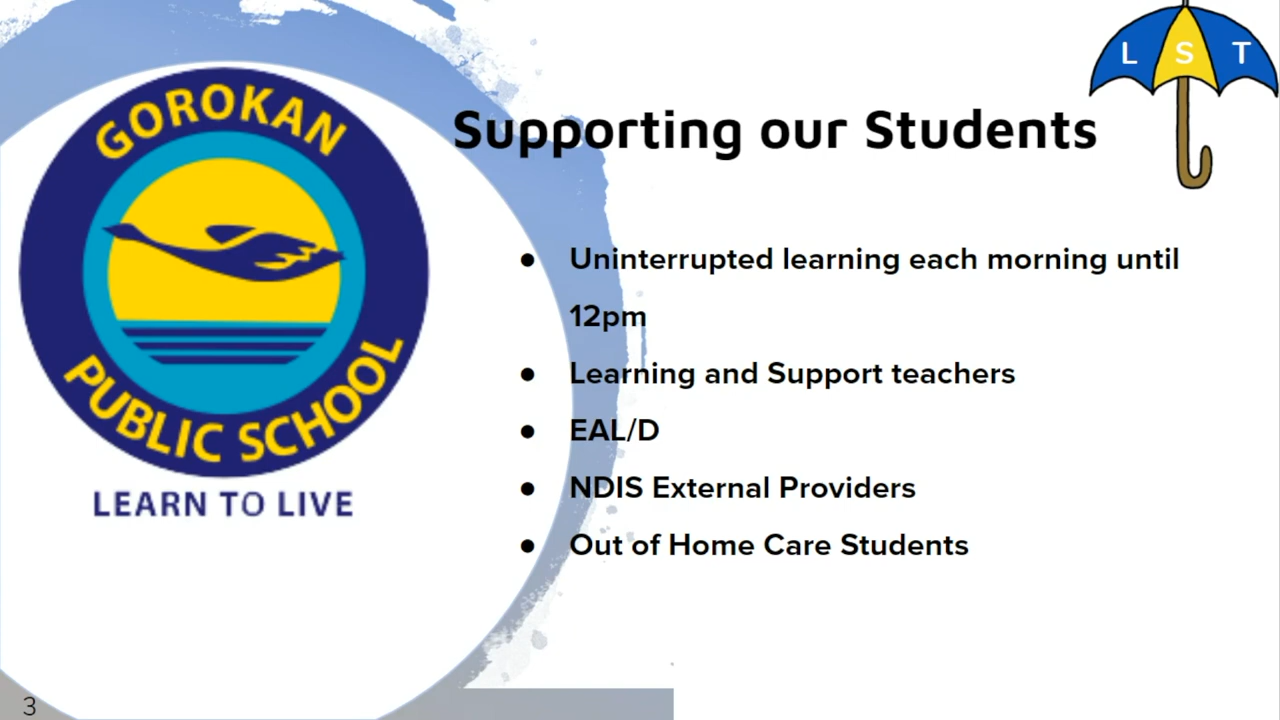 L S T
GOROKAN
Supporting our Students
● Uninterrupted learning each morning until
12pm
● Learning and Support teachers
PUBLIC SCHOOL
● EAL/D
● NDIS External Providers
LEARN TO LIVE
● Out of Home Care Students
3